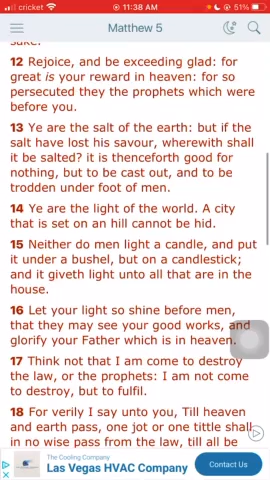 cricket 11:38 AM 51%
Matthew 5
sake.
12 Rejoice, and be exceeding glad: for
great is your reward in heaven: for so
persecuted they the prophets which were
before you.
13 Ye are the salt of the earth: but if the
salt have lost his savour, wherewith shall
it be salted? it is thenceforth good for
nothing, but to be cast out, and to be
trodden under foot of men.
14 Ye are the light of the world. A city
that is set on an hill cannot be hid.
15 Neither do men light a candle, and put
it under a bushel, but on a candlestick;
and it giveth light unto all that are in the
house.
16 Let your light so shine before men,
that they may see your good works, and
glorify your Father which is in heaven.
17 Think not that I am come to destroy
the law, or the prophets: I am not come
to destroy, but to fulfil.
18 For verily I say unto you, Till heaven
and earth pass, one jot or one tittle shall
in no wise pass from the law, till all be
The Cooling Company
Las Vegas HVAC Company
Contact Us